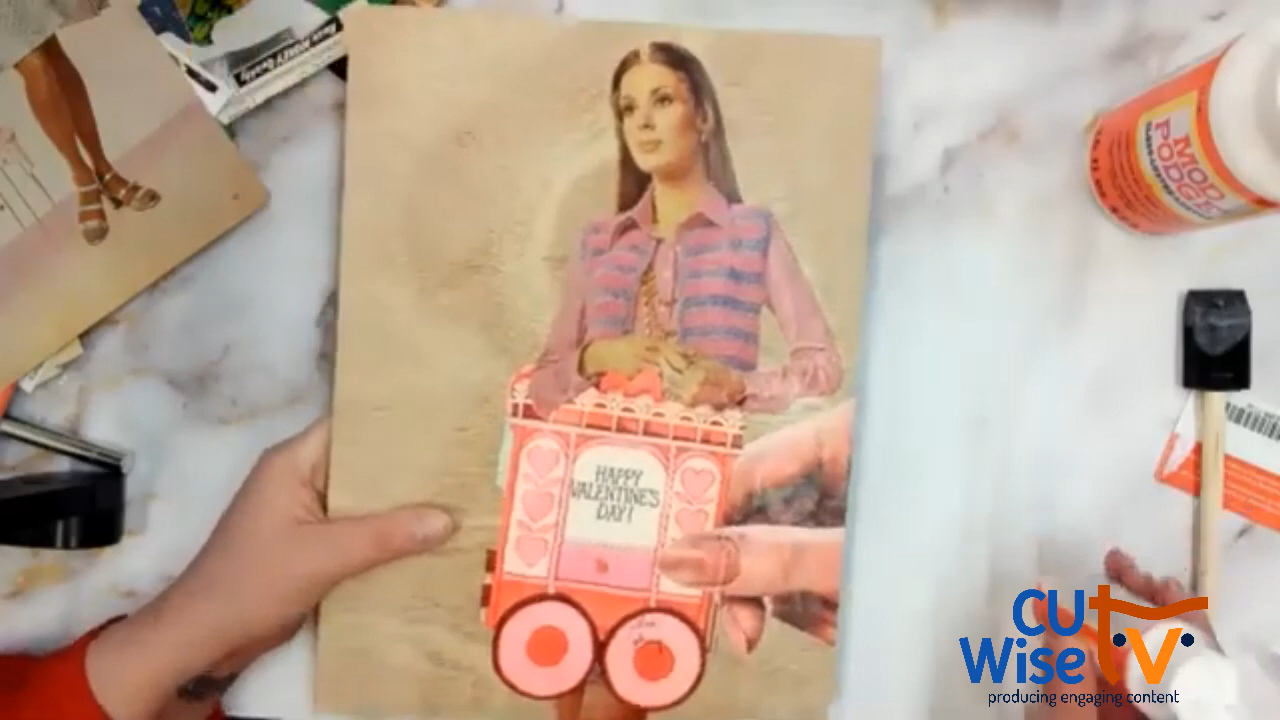 HAPPY
VALENTINE'S
DAY!
MOD
PODGE
CU
Wise TV
producing engaging content